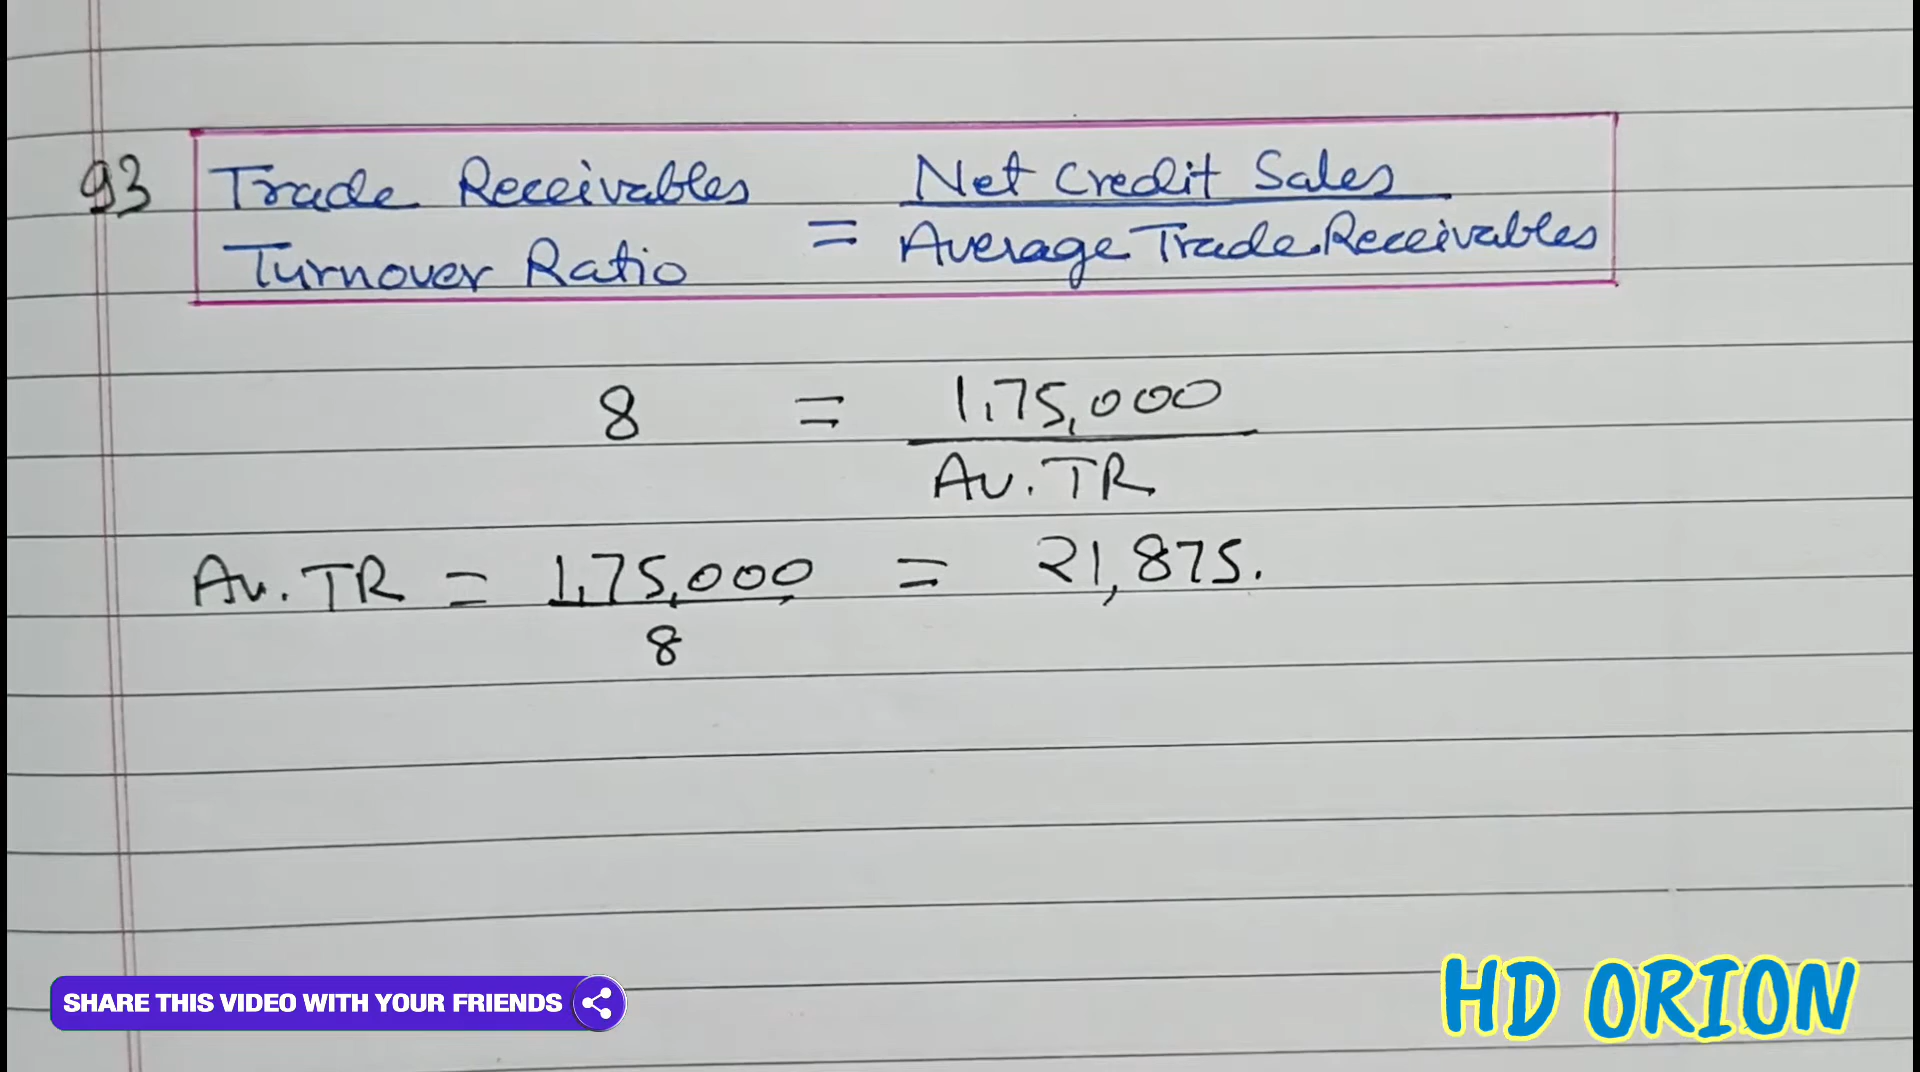 93 Trade Receivables Turnover Ratio = Net Credit Sales / Average Trade Receivables
8 = 1,75,000 / Av. TR
Av. TR = 1,75,000 / 8 = 21,875.
SHARE THIS VIDEO WITH YOUR FRIENDS
HD ORION